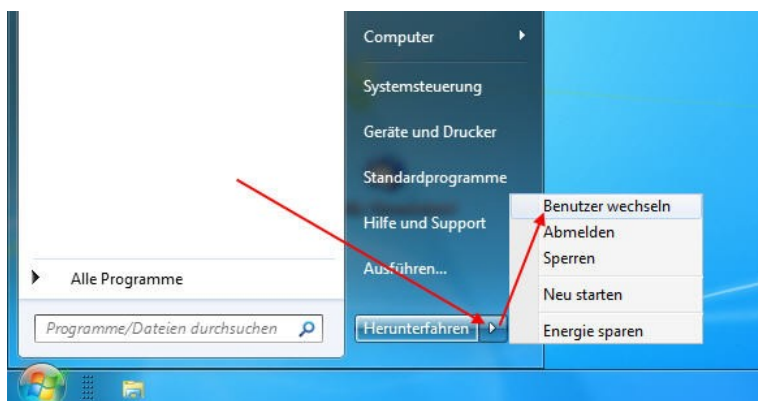 Computer
Systemsteuerung
Geräte und Drucker
Standardprogramme
Hilfe und Support
Ausführen...
Alle Programme
Programme/Dateien durchsuchen
Herunterfahren
Benutzer wechseln
Abmelden
Sperren
Neu starten
Energie sparen